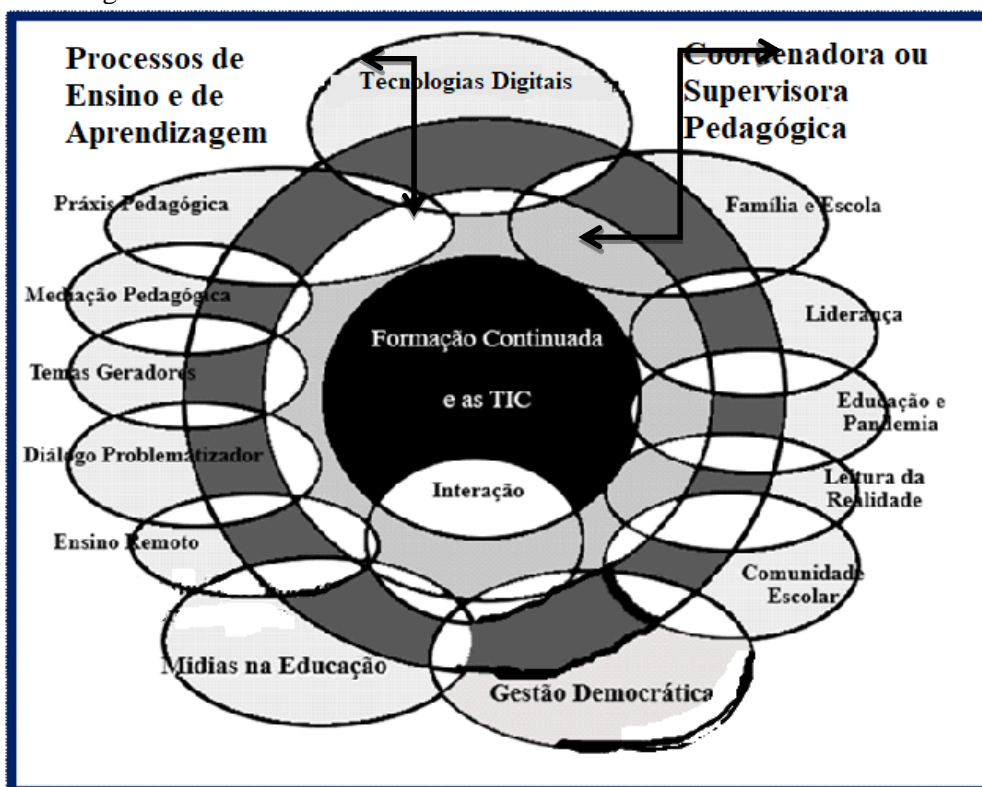 Processos de
Ensino e de
Aprendizagem
Tecnologias Digitais
Coordenadora ou
Supervisora
Pedagógica
Práxis Pedagógica
Família e Escola
Mediação Pedagógica
Liderança
Formação Continuada
e as TIC
Temas Geradores
Educação e
Pandemia
Diálogo Problematizador
Leitura da
Realidade
Interação
Ensino Remoto
Comunidade
Escolar
Mídias na Educação
Gestão Democrática